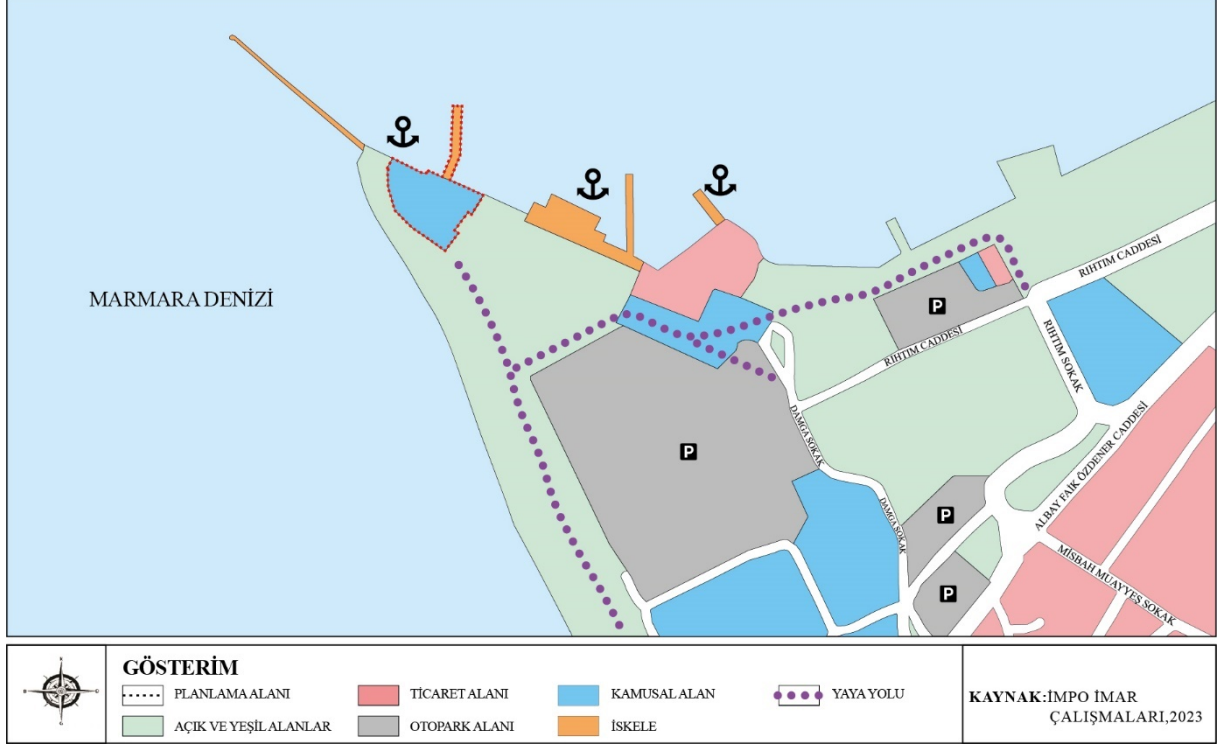 MARMARA DENİZİ
RIHTIM CADDESİ
P
RIHTIM CADDESİ
RIHTIM SOKAK
DAMGA SOKAK
P
ALBAY FAİK ÖZDENER CADDESİ
DAMGA SOKAK
P
MİSBAH MUAYYEŞ SOKAK
P
GÖSTERİM
PLANLAMA ALANI
TİCARET ALANI
KAMUSAL ALAN
YAYA YOLU
AÇIK VE YEŞİL ALANLAR
OTOPARK ALANI
İSKELE
KAYNAK:İMPO İMAR
ÇALIŞMALARI,2023